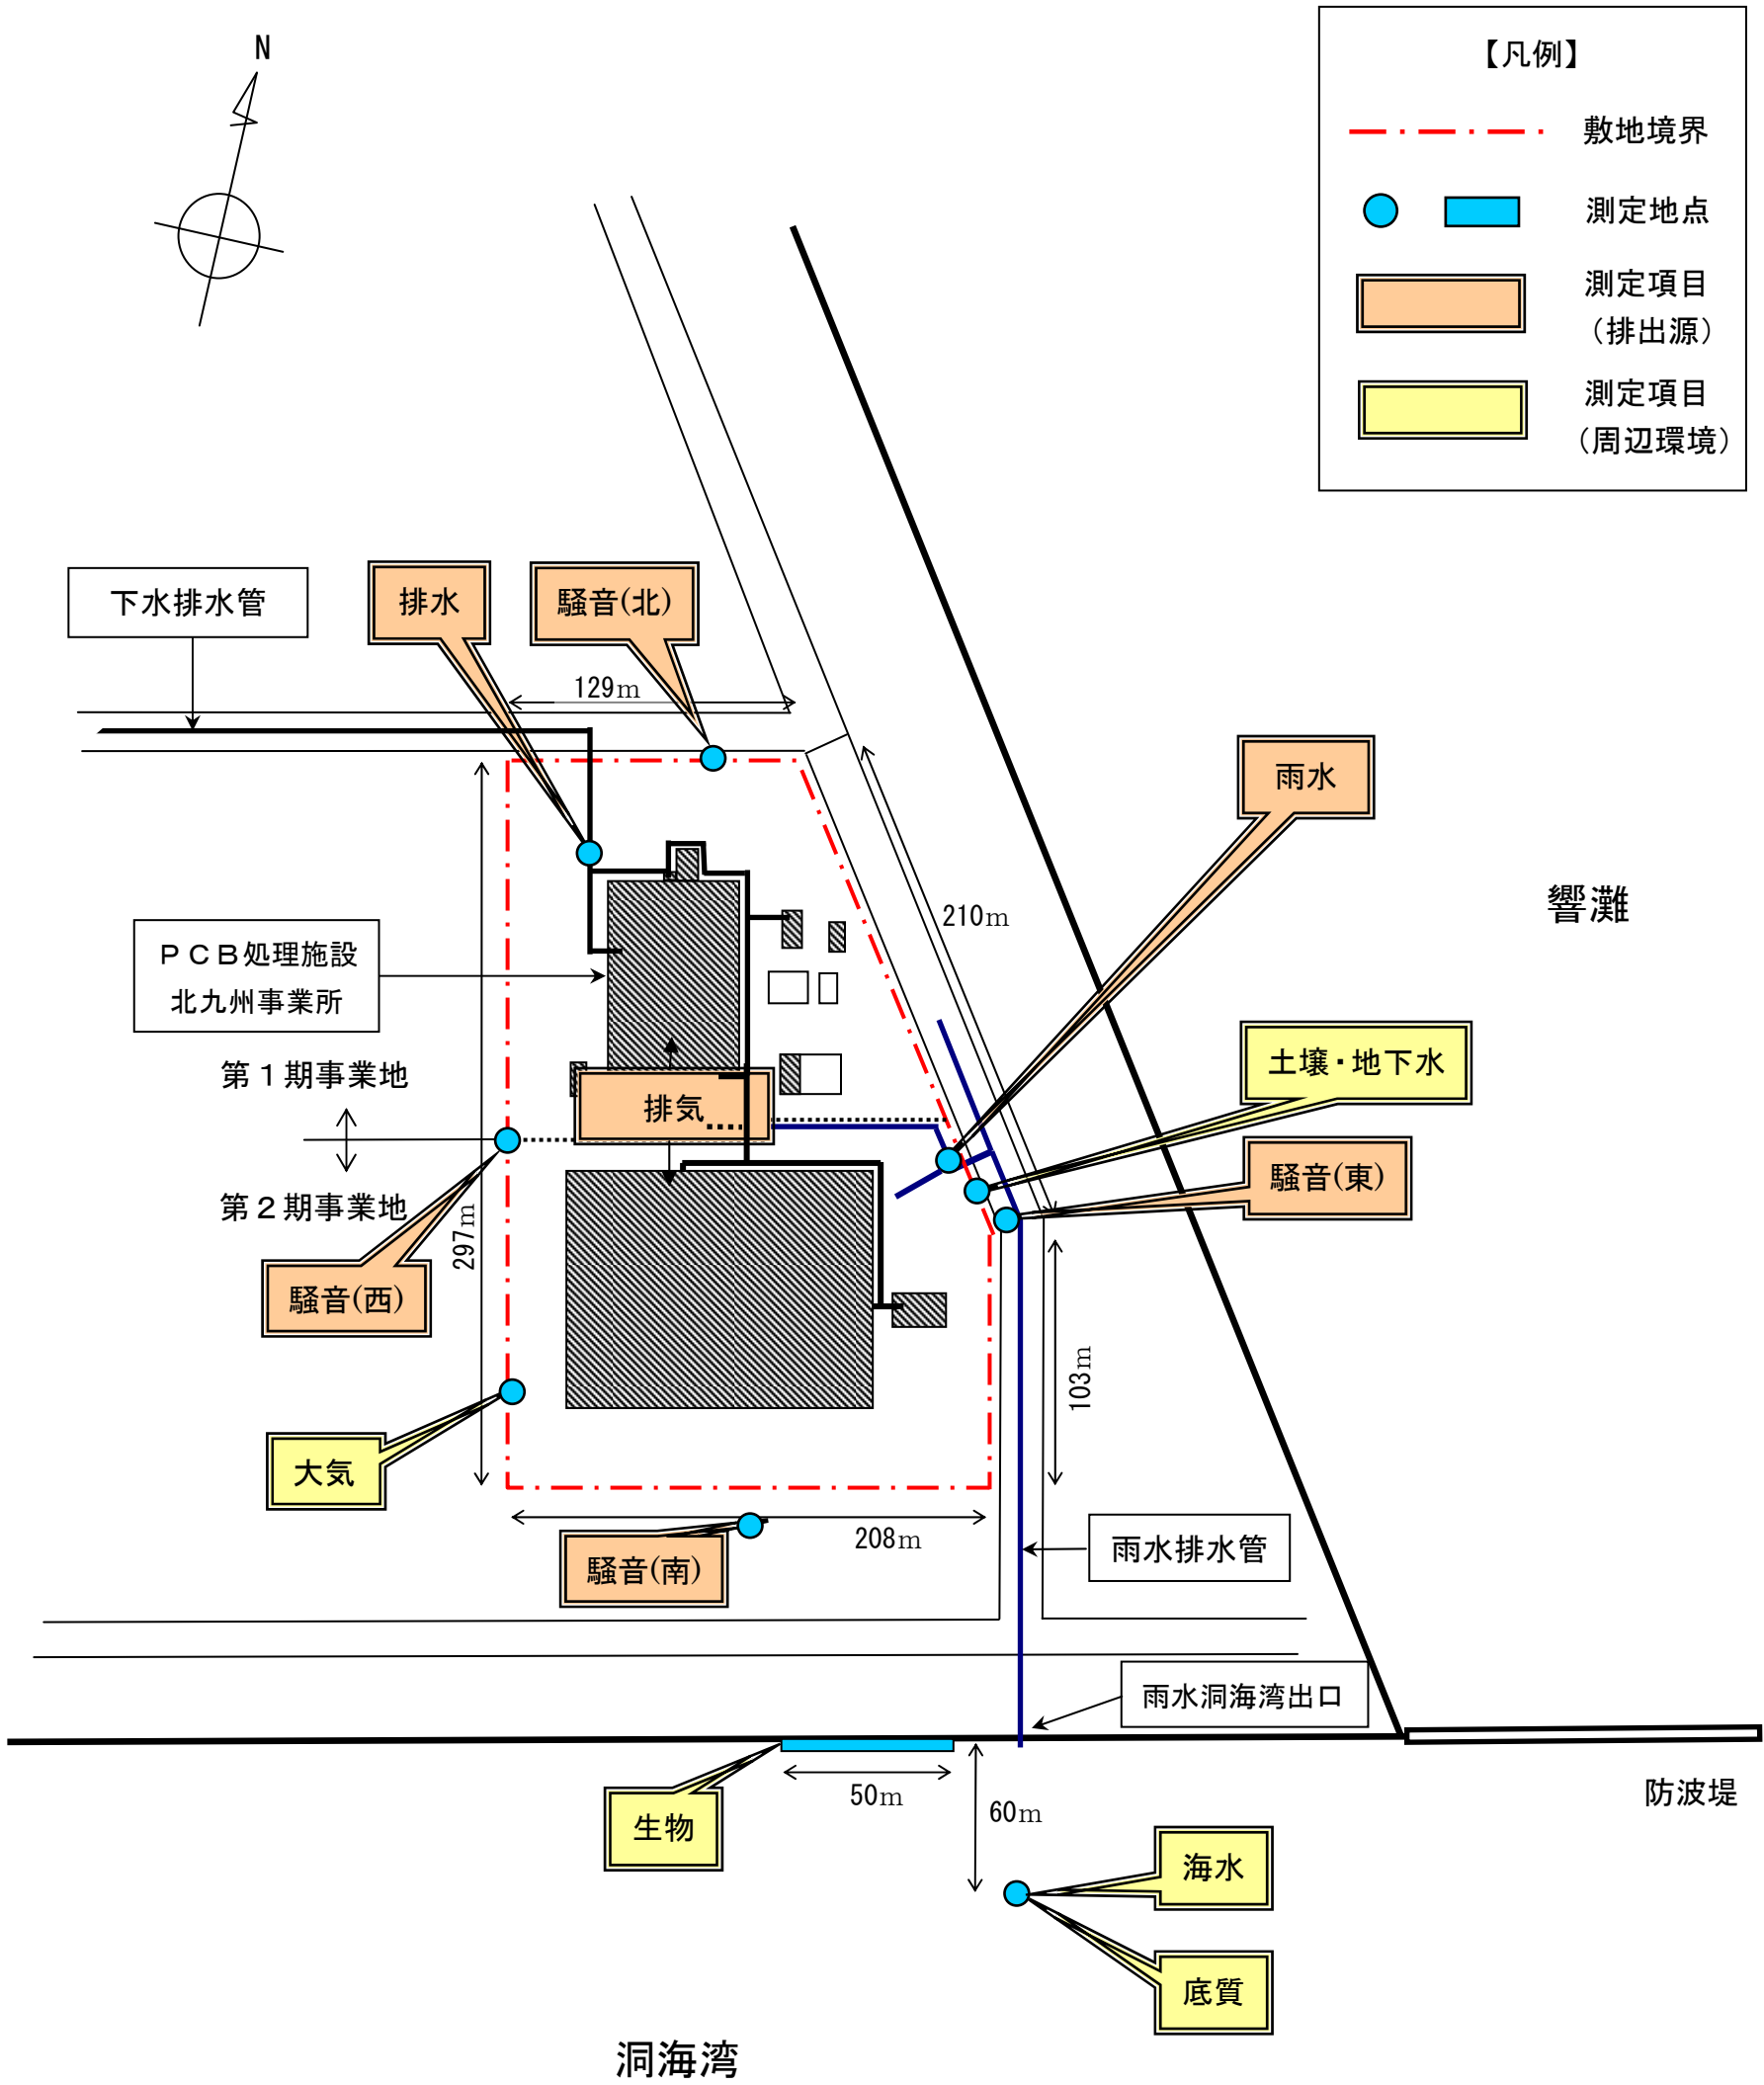 N
【凡例】
敷地境界
測定地点
測定項目
（排出源）
測定項目
（周辺環境）
下水排水管
排水
騒音(北)
129m
雨水
210m
響灘
ＰＣＢ処理施設
北九州事業所
土壌・地下水
第１期事業地
排気
騒音(東)
第２期事業地
297m
騒音(西)
103m
大気
208m
雨水排水管
騒音(南)
雨水洞海湾出口
50m
60m
防波堤
生物
海水
底質
洞海湾